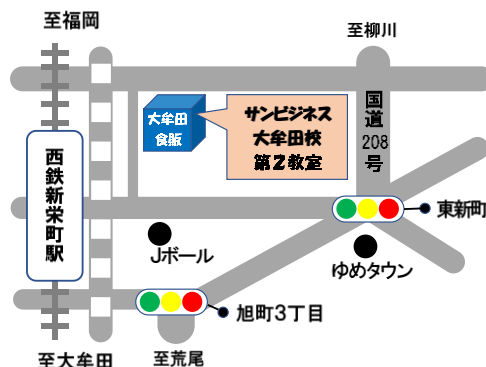 至福岡
至柳川
大牟田
食販
サンビジネス
大牟田校
第2教室
国道208号
西鉄新栄町駅
東新町
Jボール
ゆめタウン
旭町3丁目
至大牟田
至荒尾